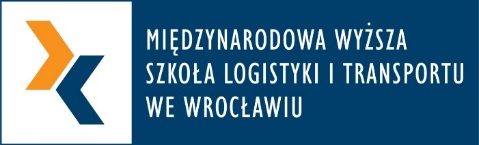 MIĘDZYNARODOWA WYŻSZA
SZKOŁA LOGISTYKI I TRANSPORTU
WE WROCŁAWIU